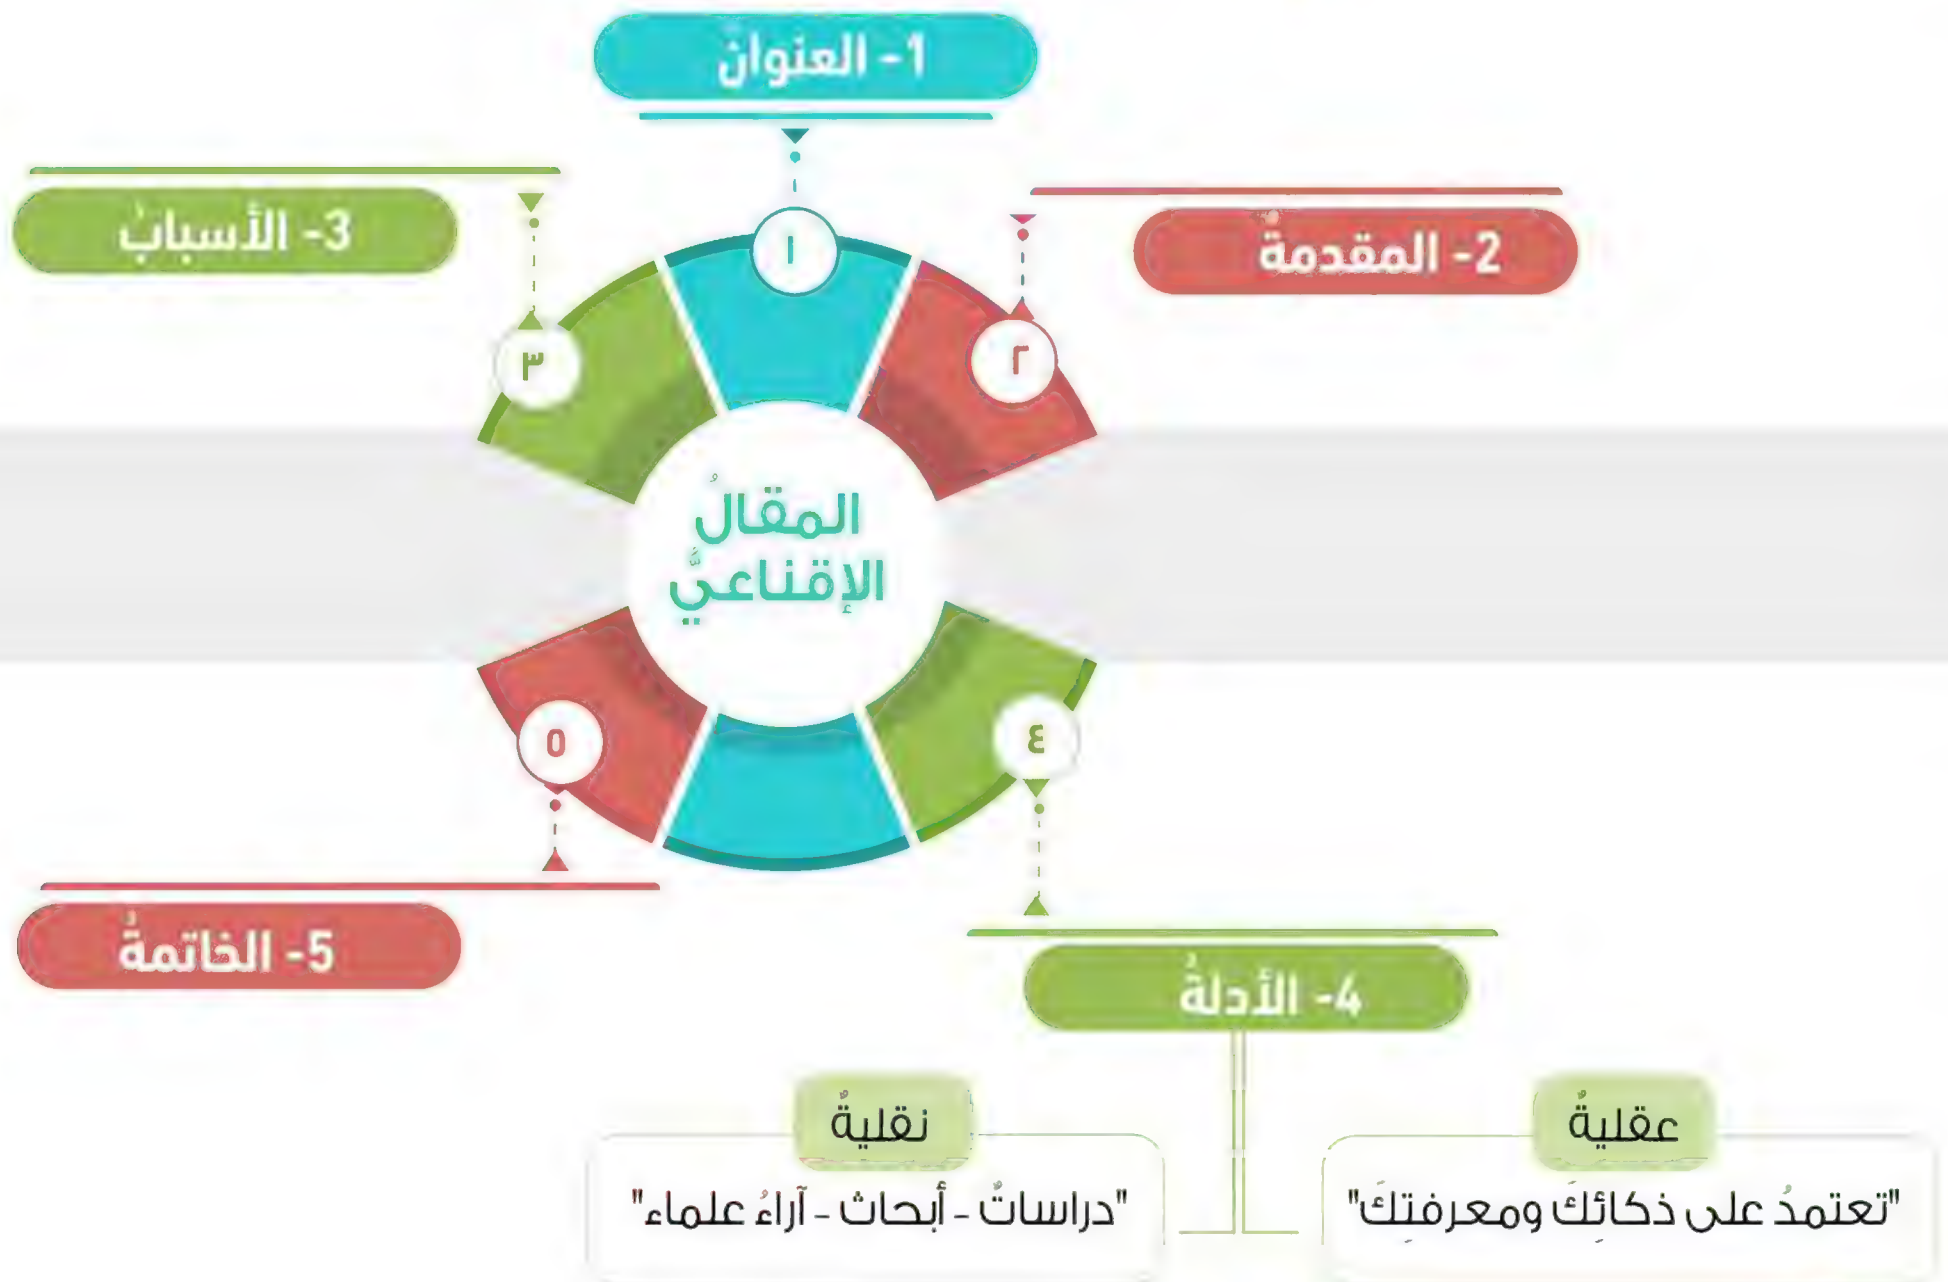 1- العنوان
2- المقدمةُ
3- الأسبابُ
١
٢
٣
المقالُ
الإقناعيُّ
٤
٥
4- الأدلةُ
5- الخاتمةُ
عقليةٌ
"تعتمدُ على ذكائِكَ ومعرفتِكَ"
نقليةٌ
"دراساتٌ - أبحاث - آراءُ علماء"